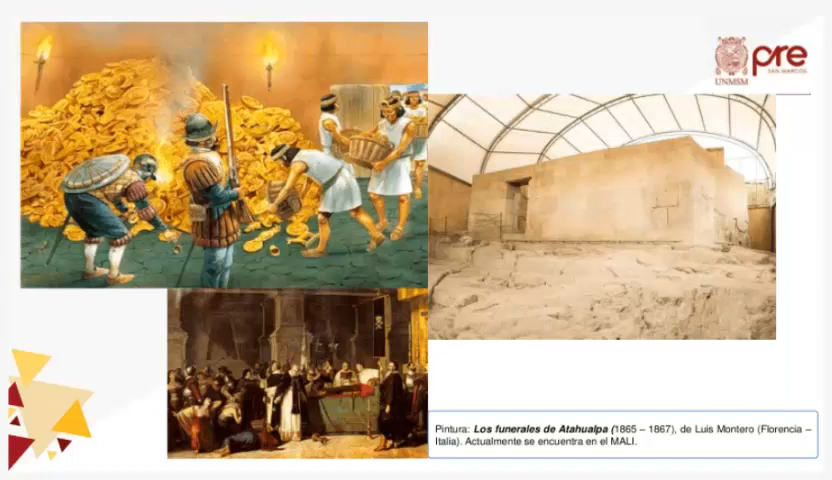 UNMSM
pre
SAN MARCOS
Pintura: Los funerales de Atahualpa (1865 – 1867), de Luis Montero (Florencia –
Italia). Actualmente se encuentra en el MALI.